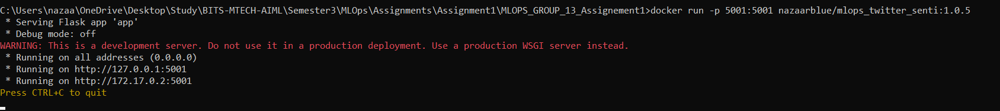 C:\Users\nazaa\OneDrive\Desktop\Study\BITS-MTECH-AIML\Semester3\MLOps\Assignments\Assignment1\MLOPS_GROUP_13_Assignement1>docker run -p 5001:5001 nazaarblue/mlops_twitter_senti:1.0.5
 * Serving Flask app 'app'
 * Debug mode: off
WARNING: This is a development server. Do not use it in a production deployment. Use a production WSGI server instead.
 * Running on all addresses (0.0.0.0)
 * Running on http://127.0.0.1:5001
 * Running on http://172.17.0.2:5001
Press CTRL+C to quit